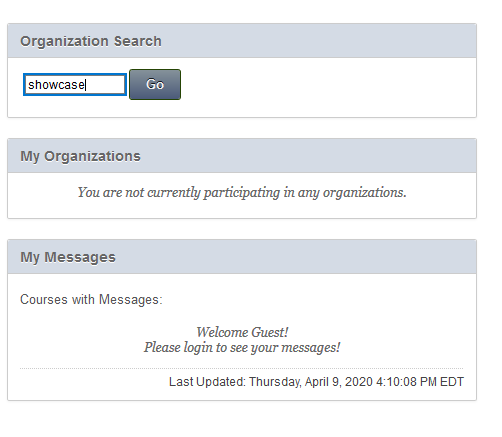 Organization Search
showcase
Go
My Organizations
You are not currently participating in any organizations.
My Messages
Courses with Messages:
Welcome Guest!
Please login to see your messages!
Last Updated: Thursday, April 9, 2020 4:10:08 PM EDT